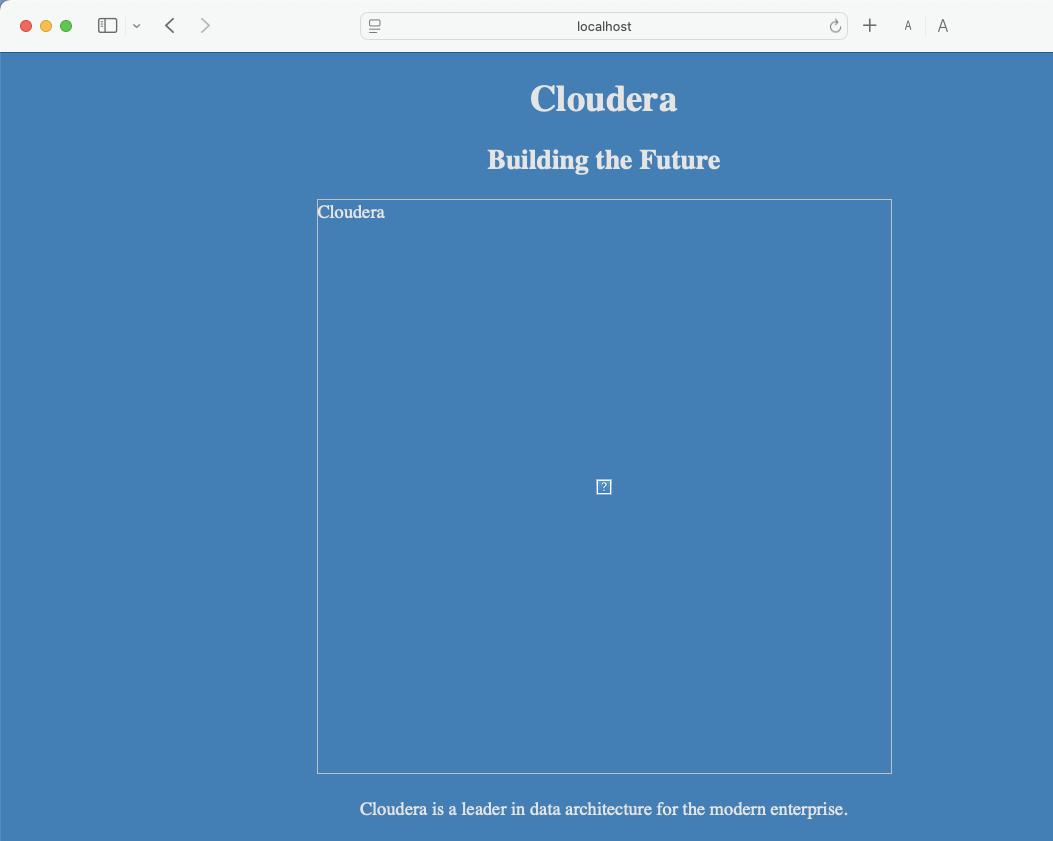 localhost
A A
Cloudera
Building the Future
Cloudera
?
Cloudera is a leader in data architecture for the modern enterprise.